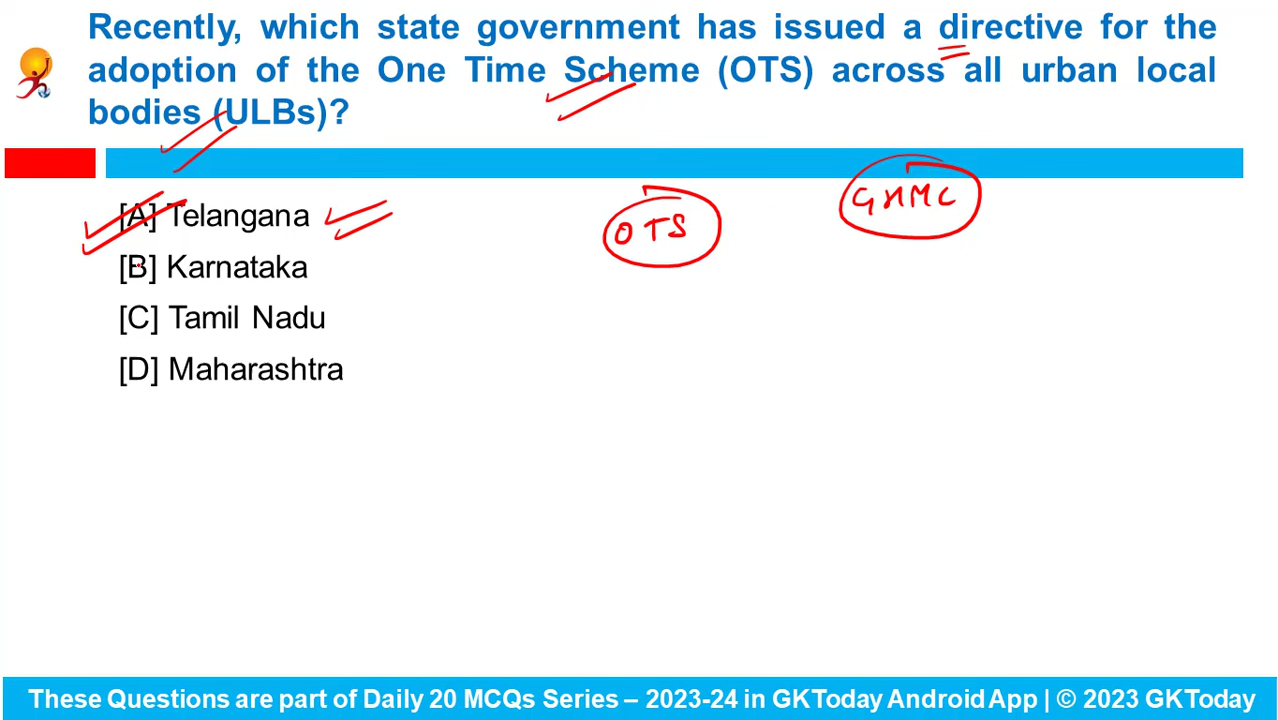 Recently, which state government has issued a directive for the
adoption of the One Time Scheme (OTS) across all urban local
bodies (ULBs)?
[A] Telangana
[B] Karnataka
[C] Tamil Nadu
[D] Maharashtra
OTS
GHMC
These Questions are part of Daily 20 MCQs Series – 2023-24 in GKToday Android App | © 2023 GKToday